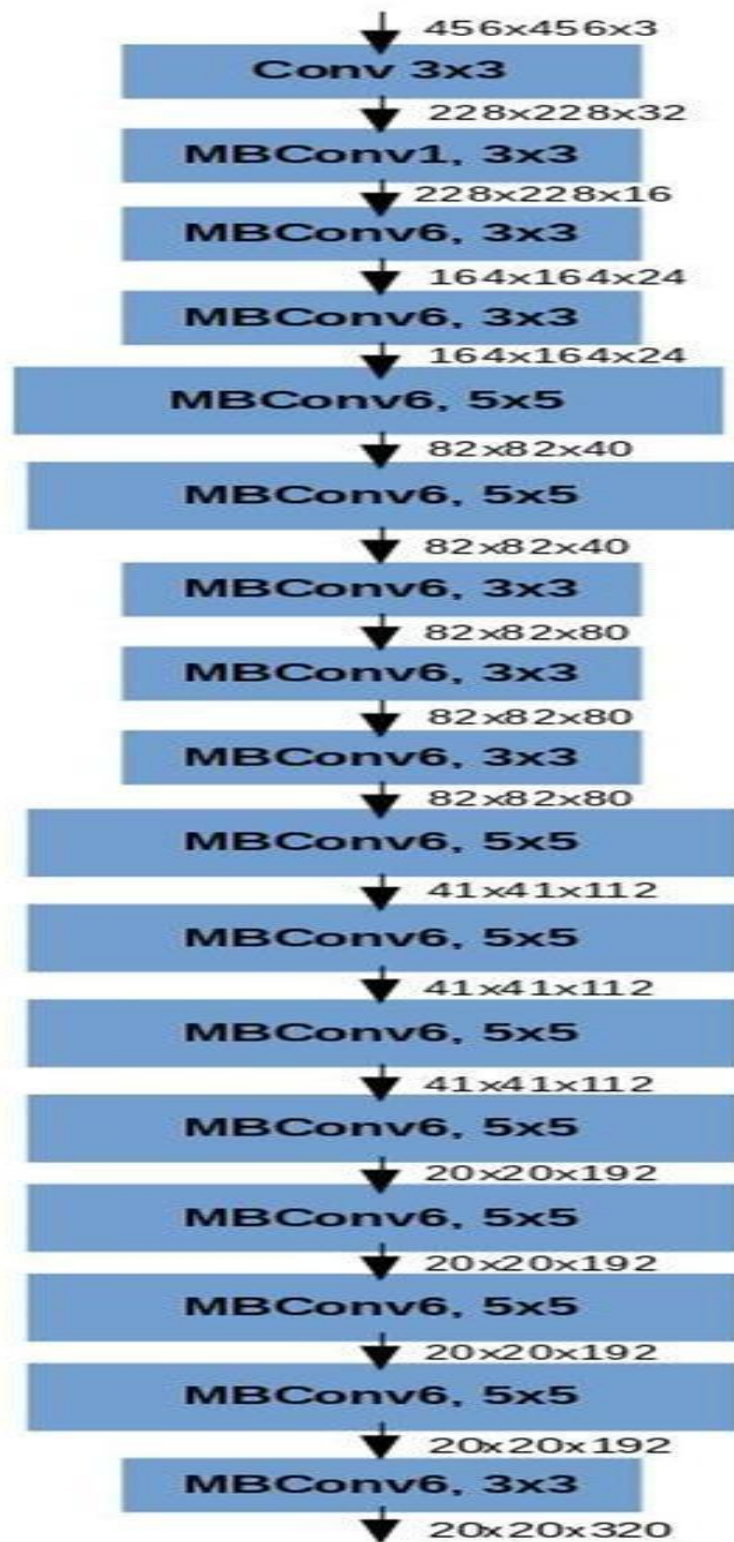 456x456x3
Conv 3x3
228x228x32
MBConv1, 3x3
228x228x16
MBConv6, 3x3
164x164x24
MBConv6, 3x3
164x164x24
MBConv6, 5x5
82x82x40
MBConv6, 5x5
82x82x40
MBConv6, 3x3
82x82x80
MBConv6, 3x3
82x82x80
MBConv6, 3x3
82x82x80
MBConv6, 5x5
41x41x112
MBConv6, 5x5
41x41x112
MBConv6, 5x5
41x41x112
MBConv6, 5x5
20x20x192
MBConv6, 5x5
20x20x192
MBConv6, 5x5
20x20x192
MBConv6, 5x5
20x20x192
MBConv6, 3x3
20x20x320